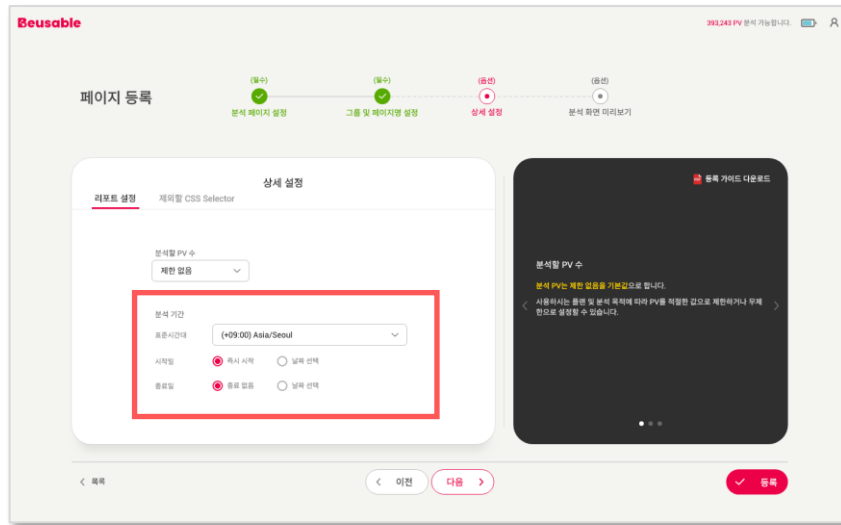 Beusable
393,243 PV 분석 가능합니다.
페이지 등록
(필수)
분석 페이지 설정
(필수)
그룹 및 페이지명 설정
(옵션)
상세 설정
(옵션)
분석 화면 미리보기
상세 설정
리포트 설정
제외할 CSS Selector
분석할 PV 수
제한 없음
분석 기간
표준시간대
(+09:00) Asia/Seoul
시작일
즉시 시작
날짜 선택
종료일
종료 없음
날짜 선택
등록 가이드 다운로드
분석할 PV 수
분석 PV는 제한 없음을 기본값으로 합니다.
사용하시는 플랜 및 분석 목적에 따라 PV를 적절한 값으로 제한하거나 무제
한으로 설정할 수 있습니다.
목록
이전
다음
등록